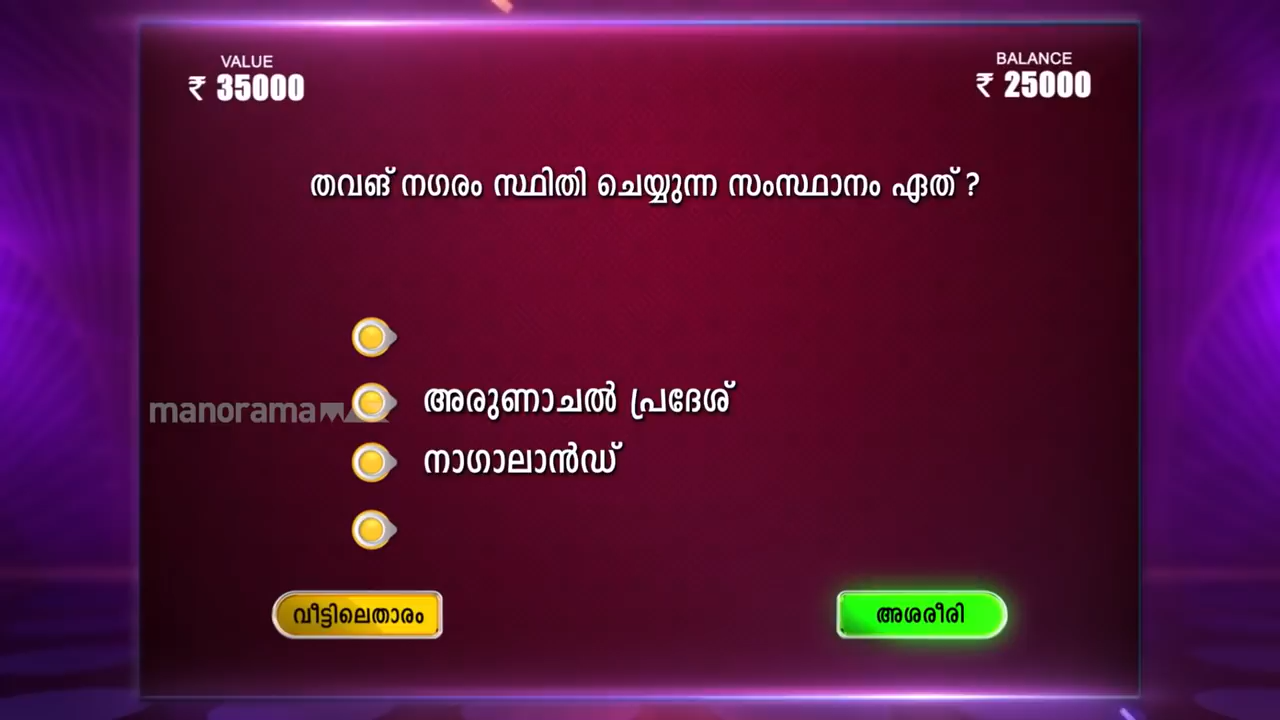 VALUE
₹ 35000
BALANCE
₹ 25000
തവങ് നഗരം സ്ഥിതി ചെയ്യുന്ന സംസ്ഥാനം ഏത് ?
അരുണാചൽ പ്രദേശ്
manorama
നാഗാലാൻഡ്
വീട്ടിലെതാരം
അശരീരി